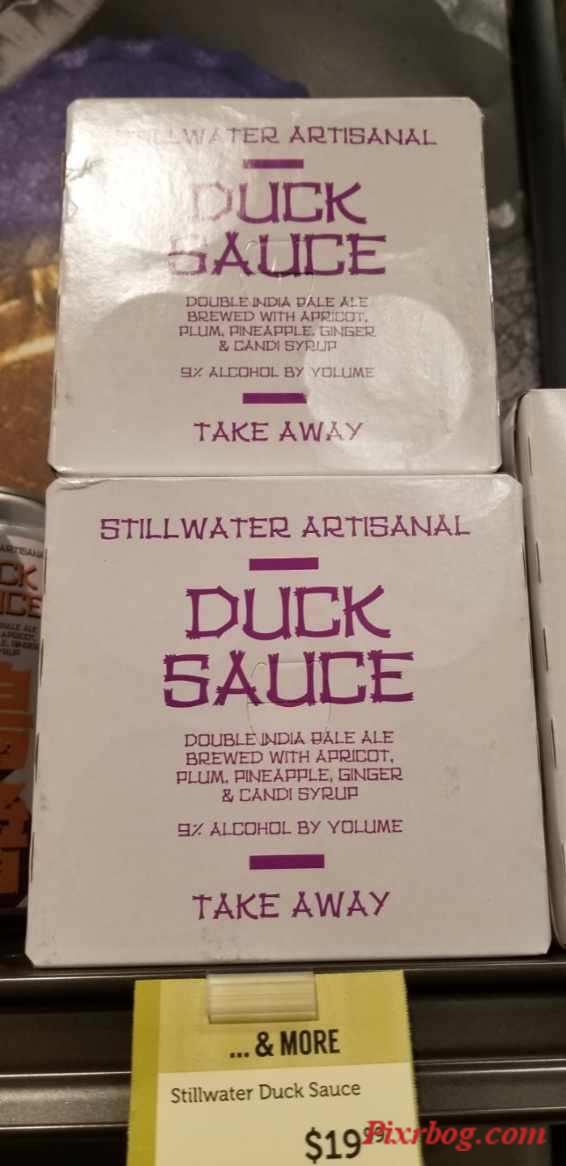 STILLWATER ARTISANAL
DUCK
SAUCE
DOUBLE INDIA PALE ALE
BREWED WITH APRICOT,
PLUM, PINEAPPLE, GINGER
& CANDI SYRUP
9% ALCOHOL BY VOLUME
TAKE AWAY
STILLWATER ARTISANAL
DUCK
SAUCE
DOUBLE INDIA PALE ALE
BREWED WITH APRICOT,
PLUM, PINEAPPLE, GINGER
& CANDI SYRUP
9% ALCOHOL BY VOLUME
TAKE AWAY
... & MORE
Stillwater Duck Sauce
$19.99
Pixrbog.com